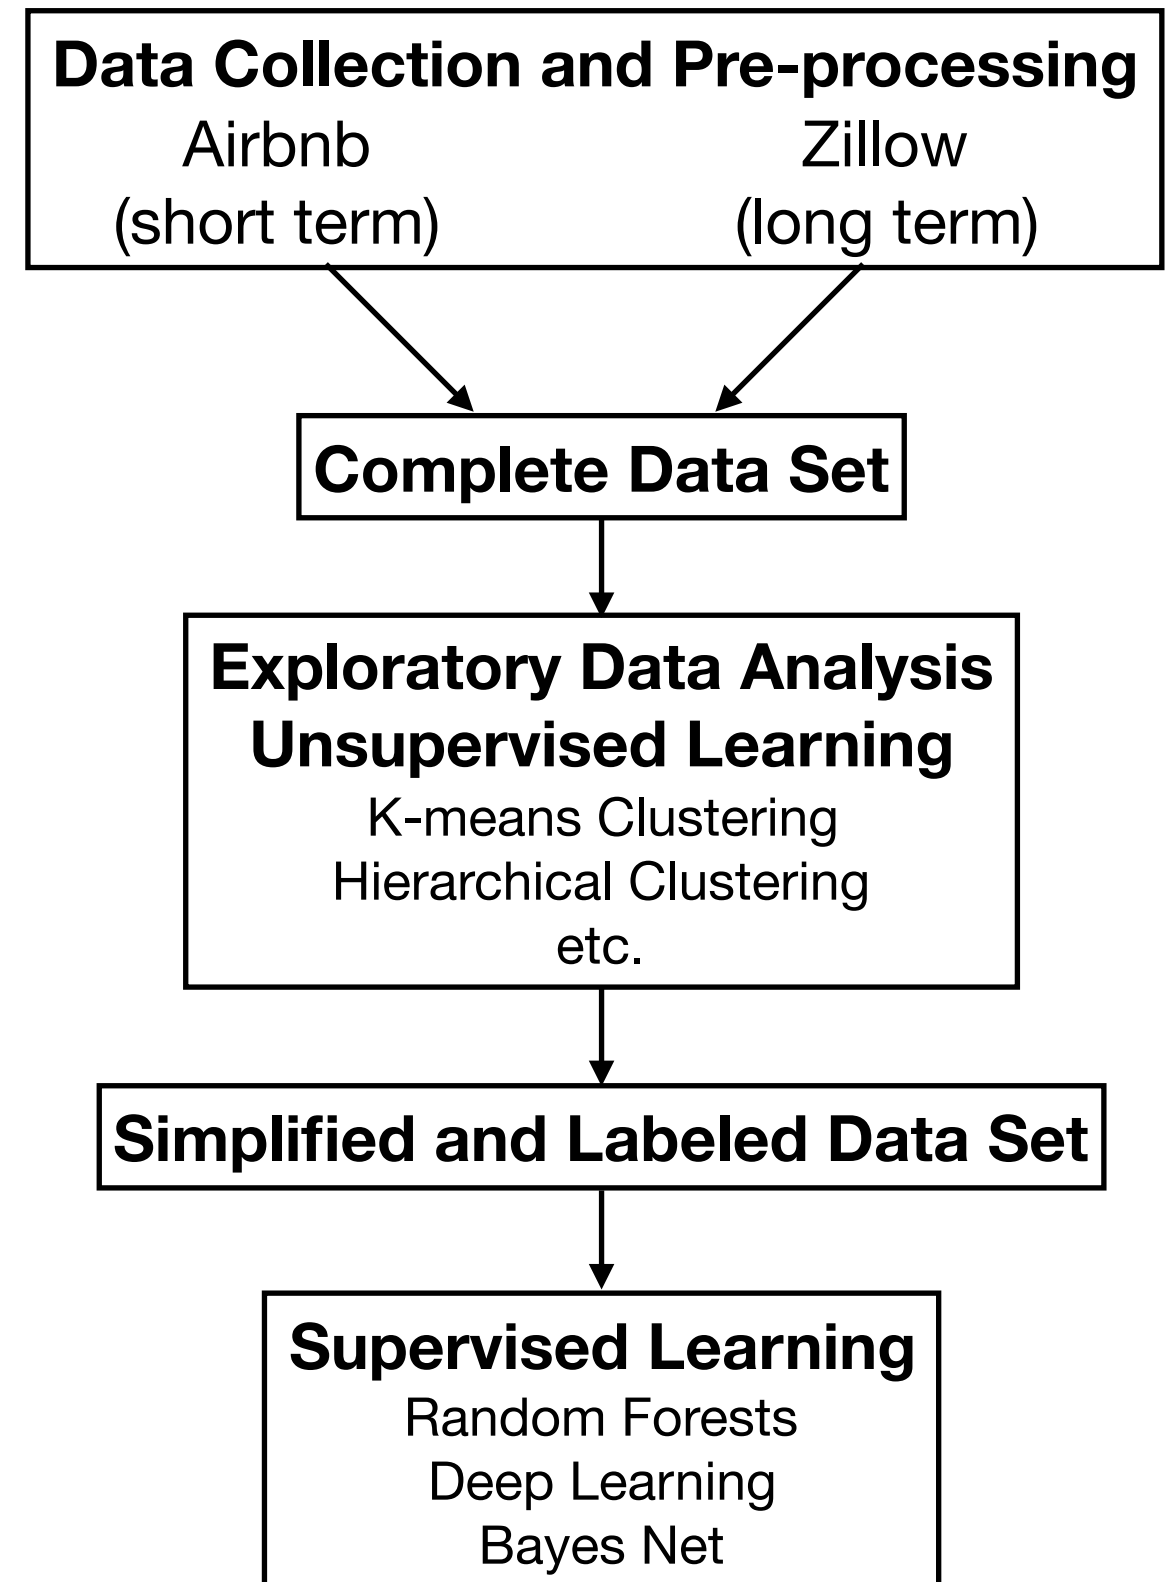 Data Collection and Pre-processing
Airbnb
(short term)
Zillow
(long term)
Complete Data Set
Exploratory Data Analysis
Unsupervised Learning
K-means Clustering
Hierarchical Clustering
etc.
Simplified and Labeled Data Set
Supervised Learning
Random Forests
Deep Learning
Bayes Net